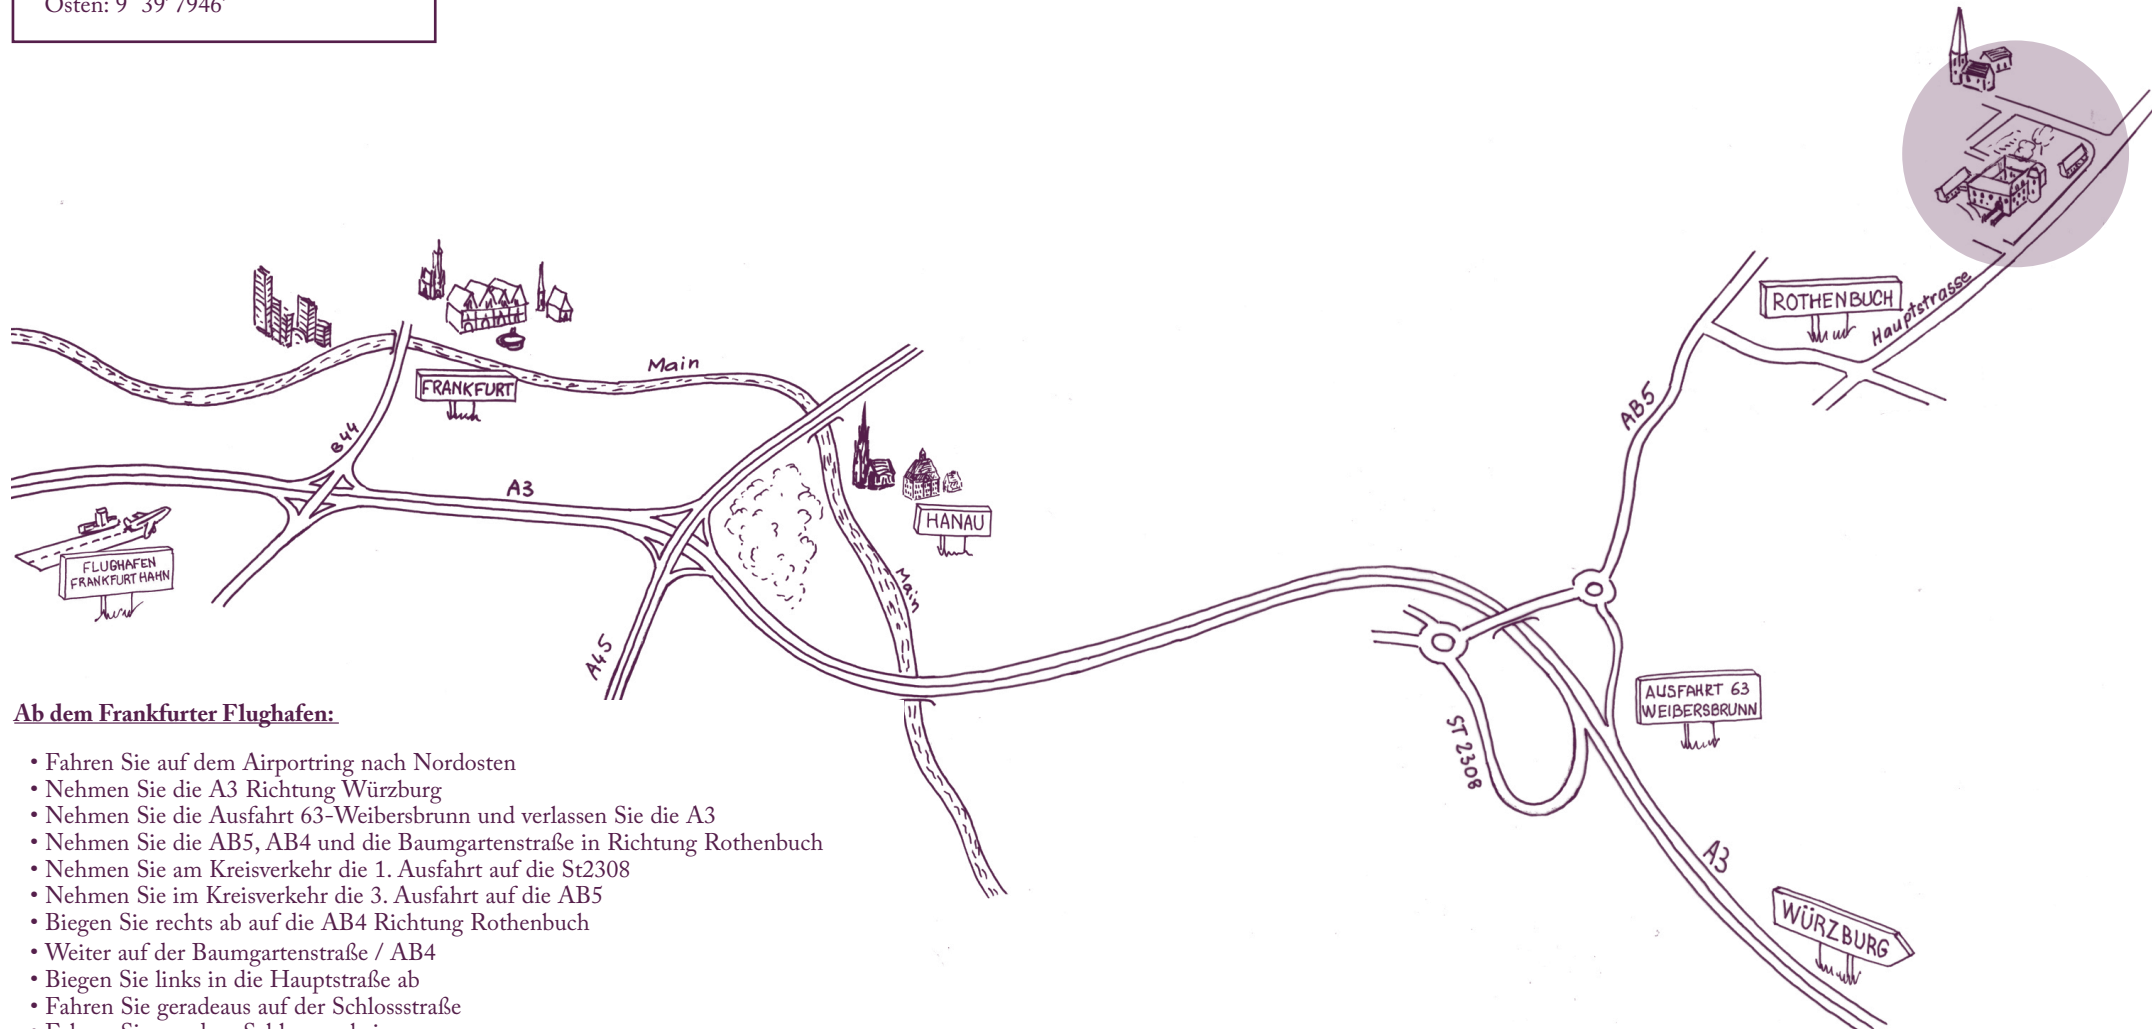 Osten: 9° 39' 7946"
FRANKFURT
Main
B44
A3
HANAU
FLUGHAFEN
FRANKFURT HAHN
Main
A45
ROTHENBUCH
Hauptstrasse
AB5
AUSFAHRT 63
WEIBERSBRUNN
ST 2308
A3
WÜRZBURG
Ab dem Frankfurter Flughafen:
• Fahren Sie auf dem Airportring nach Nordosten
• Nehmen Sie die A3 Richtung Würzburg
• Nehmen Sie die Ausfahrt 63-Weibersbrunn und verlassen Sie die A3
• Nehmen Sie die AB5, AB4 und die Baumgartenstraße in Richtung Rothenbuch
• Nehmen Sie am Kreisverkehr die 1. Ausfahrt auf die St2308
• Nehmen Sie im Kreisverkehr die 3. Ausfahrt auf die AB5
• Biegen Sie rechts ab auf die AB4 Richtung Rothenbuch
• Weiter auf der Baumgartenstraße / AB4
• Biegen Sie links in die Hauptstraße ab
• Fahren Sie geradeaus auf der Schlossstraße